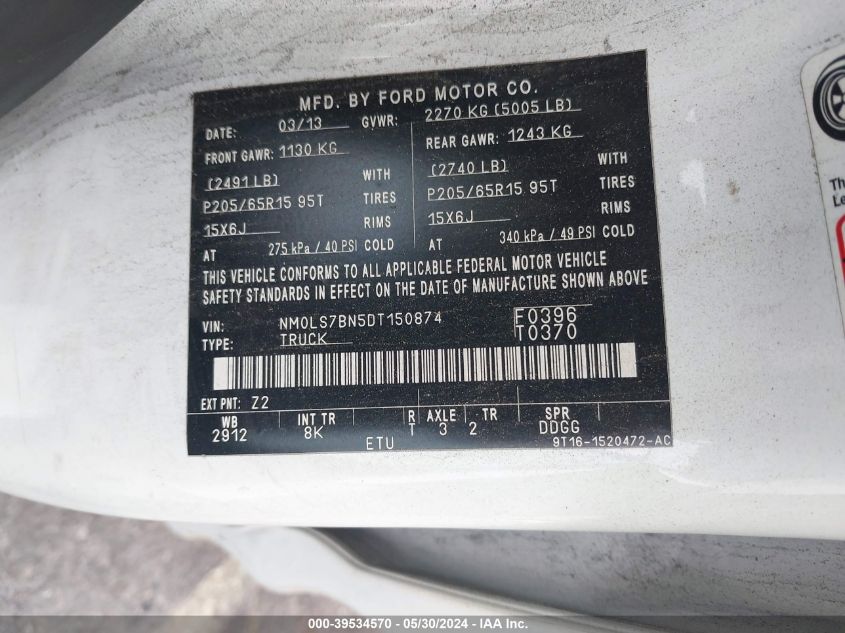 MFD. BY FORD MOTOR CO.
DATE: 03/13 GVWR: 2270 KG (5005 LB)
FRONT GAWR: 1130 KG REAR GAWR: 1243 KG
(2491 LB) WITH (2740 LB) WITH
P205/65R15 95T TIRES P205/65R15 95T TIRES
15X6J RIMS 15X6J RIMS
AT 275 kPa / 40 PSI COLD AT 340 kPa / 49 PSI COLD
THIS VEHICLE CONFORMS TO ALL APPLICABLE FEDERAL MOTOR VEHICLE
SAFETY STANDARDS IN EFFECT ON THE DATE OF MANUFACTURE SHOWN ABOVE
VIN: NM0LS7BN5DT150874 F0396
TYPE: TRUCK T0370
EXT PNT: Z2
WB INT TR R AXLE TR SPR
2912 8K T 3 2 DDGG
ETU 9T16-1520472-AC
Th
Le
000-39534570 - 05/30/2024 - IAA Inc.